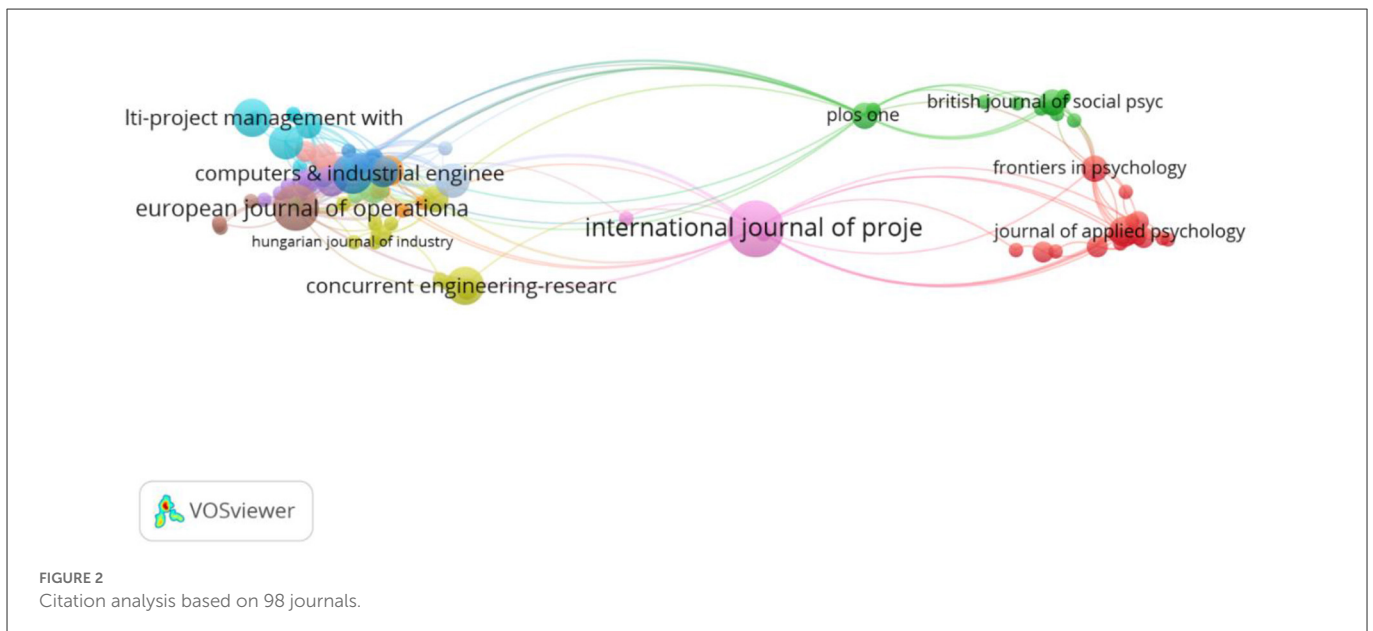 lti-project management with
plos one
british journal of social psyc
computers & industrial enginee
frontiers in psychology
european journal of operationa
international journal of proje
journal of applied psychology
hungarian journal of industry
concurrent engineering-researc
VOSviewer
FIGURE 2
Citation analysis based on 98 journals.